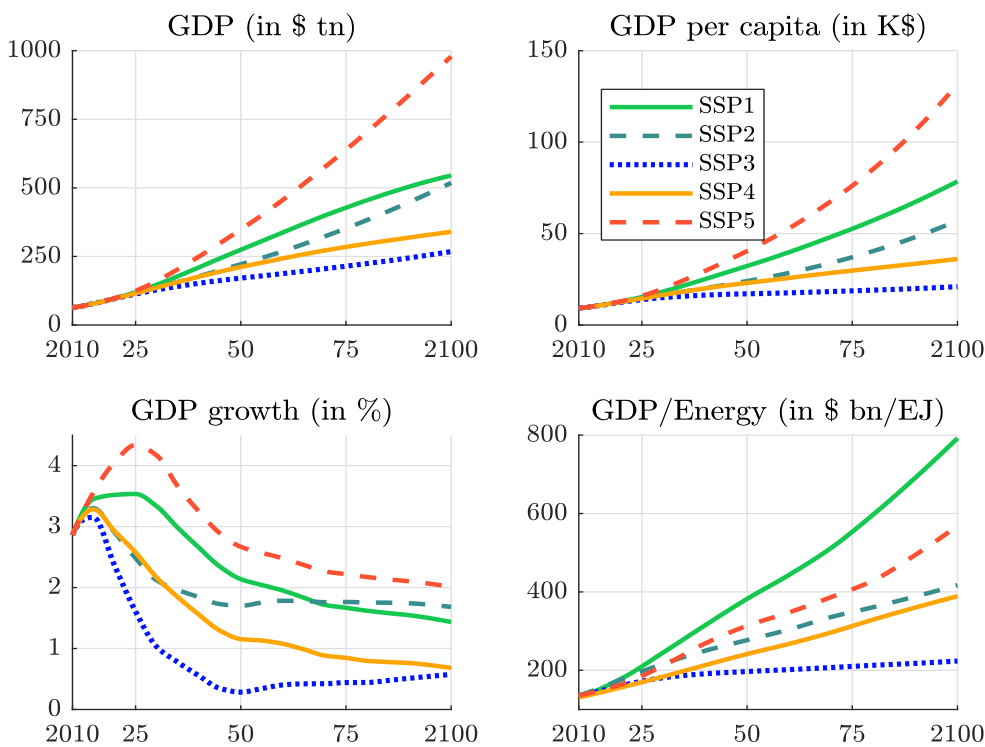 GDP (in $ tn)
1000
750
500
250
0
2010 25 50 75 2100
GDP per capita (in K$)
150
100
50
0
2010 25 50 75 2100
SSP1
SSP2
SSP3
SSP4
SSP5
GDP growth (in %)
4
3
2
1
0
2010 25 50 75 2100
GDP/Energy (in $ bn/EJ)
800
600
400
200
2010 25 50 75 2100